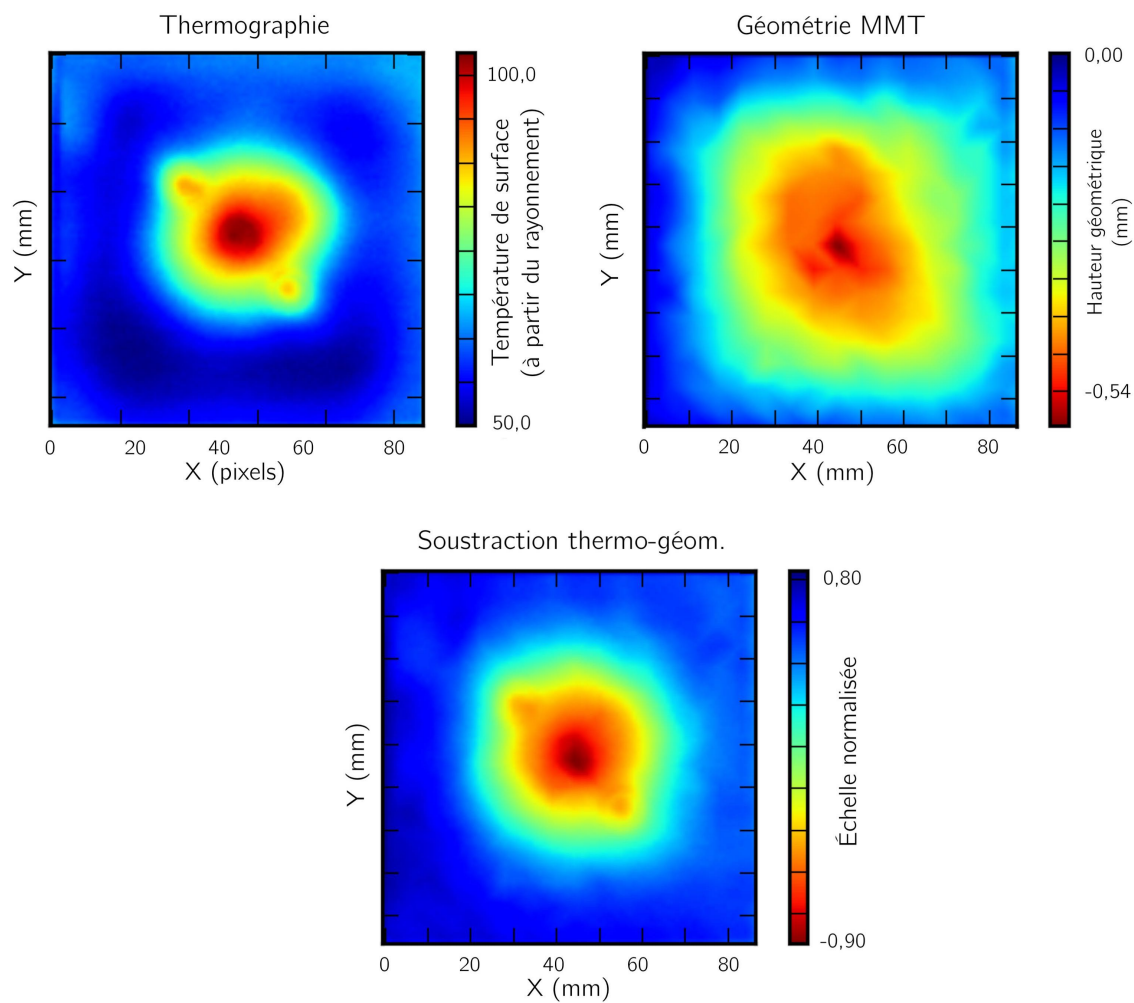 Thermographie
Y (mm)
0
20
40
60
80
X (pixels)
100,0
50,0
Température de surface
(à partir du rayonnement)
Géométrie MMT
Y (mm)
0
20
40
60
80
X (mm)
0,00
-0,54
Hauteur géométrique
(mm)
Soustraction thermo-géom.
Y (mm)
0
20
40
60
80
X (mm)
0,80
-0,90
Échelle normalisée